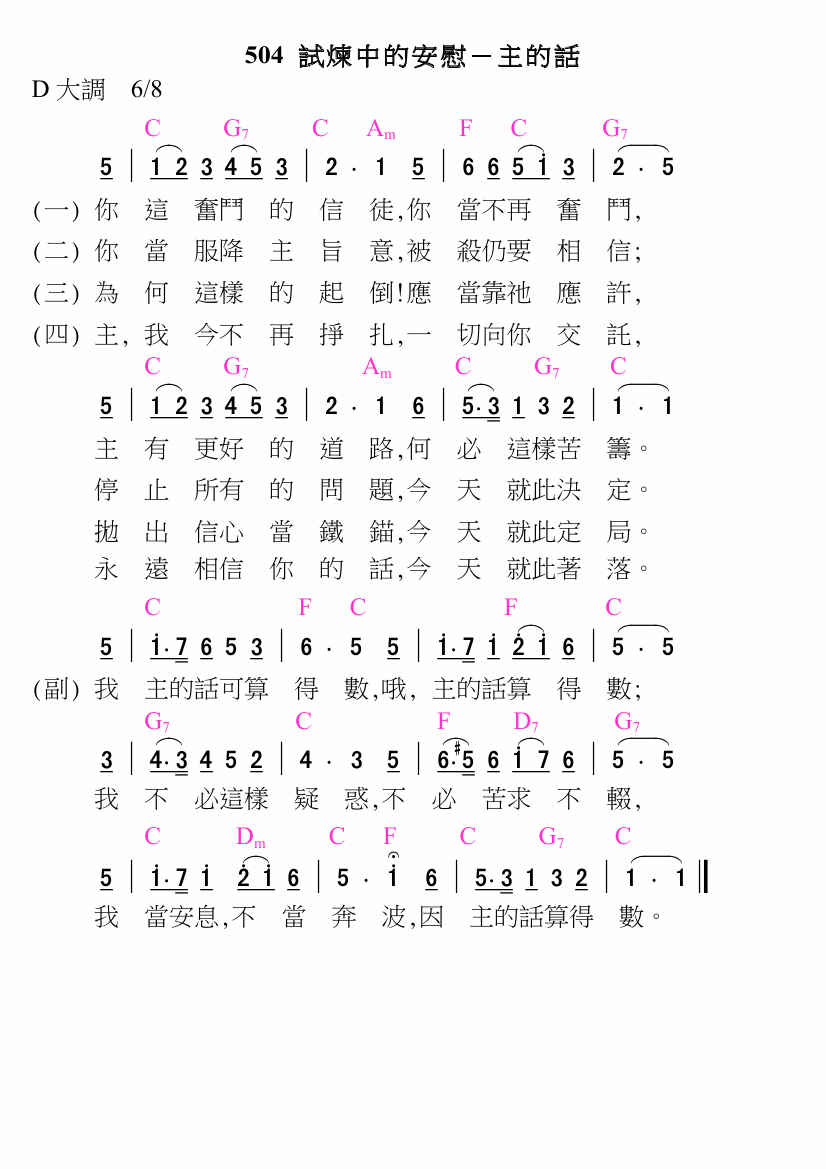 504 試煉中的安慰－主的話
D 大調 6/8
C G7 C Am F C G7
5 | 1 2 3 4 5 3 | 2 · 1 5 | 6 6 5 i 3 | 2 · 5
(一) 你 這 奮鬥 的 信 徒,你 當不再 奮 鬥,
(二) 你 當 服降 主 旨 意,被 殺仍要 相 信;
(三) 為 何 這樣 的 起 倒!應 當靠祂 應 許,
(四) 主, 我 今不 再 掙 扎,一 切向你 交 託,
C G7 Am C G7 C
5 | 1 2 3 4 5 3 | 2 · 1 6 | 5· 3 1 3 2 | 1 · 1
主 有 更好 的 道 路,何 必 這樣苦 籌。
停 止 所有 的 問 題,今 天 就此決 定。
拋 出 信心 當 鐵 錨,今 天 就此定 局。
永 遠 相信 你 的 話,今 天 就此著 落。
C F C F C
5 | i· 7 6 5 3 | 6 · 5 5 | i· 7 i 2̇ i 6 | 5 · 5
(副) 我 主的話可算 得 數,哦, 主的話算 得 數;
G7 C F D7 G7
3 | 4· 3 4 5 2 | 4 · 3 5 | 6· #5 6 i 7 6 | 5 · 5
我 不 必這樣 疑 惑,不 必 苦求 不 輟,
C Dm C F C G7 C
5 | i· 7 i 2̇ i 6 | 5 · i 6 | 5· 3 1 3 2 | 1 · 1 ‖
我 當安息,不 當 奔 波,因 主的話算得 數。